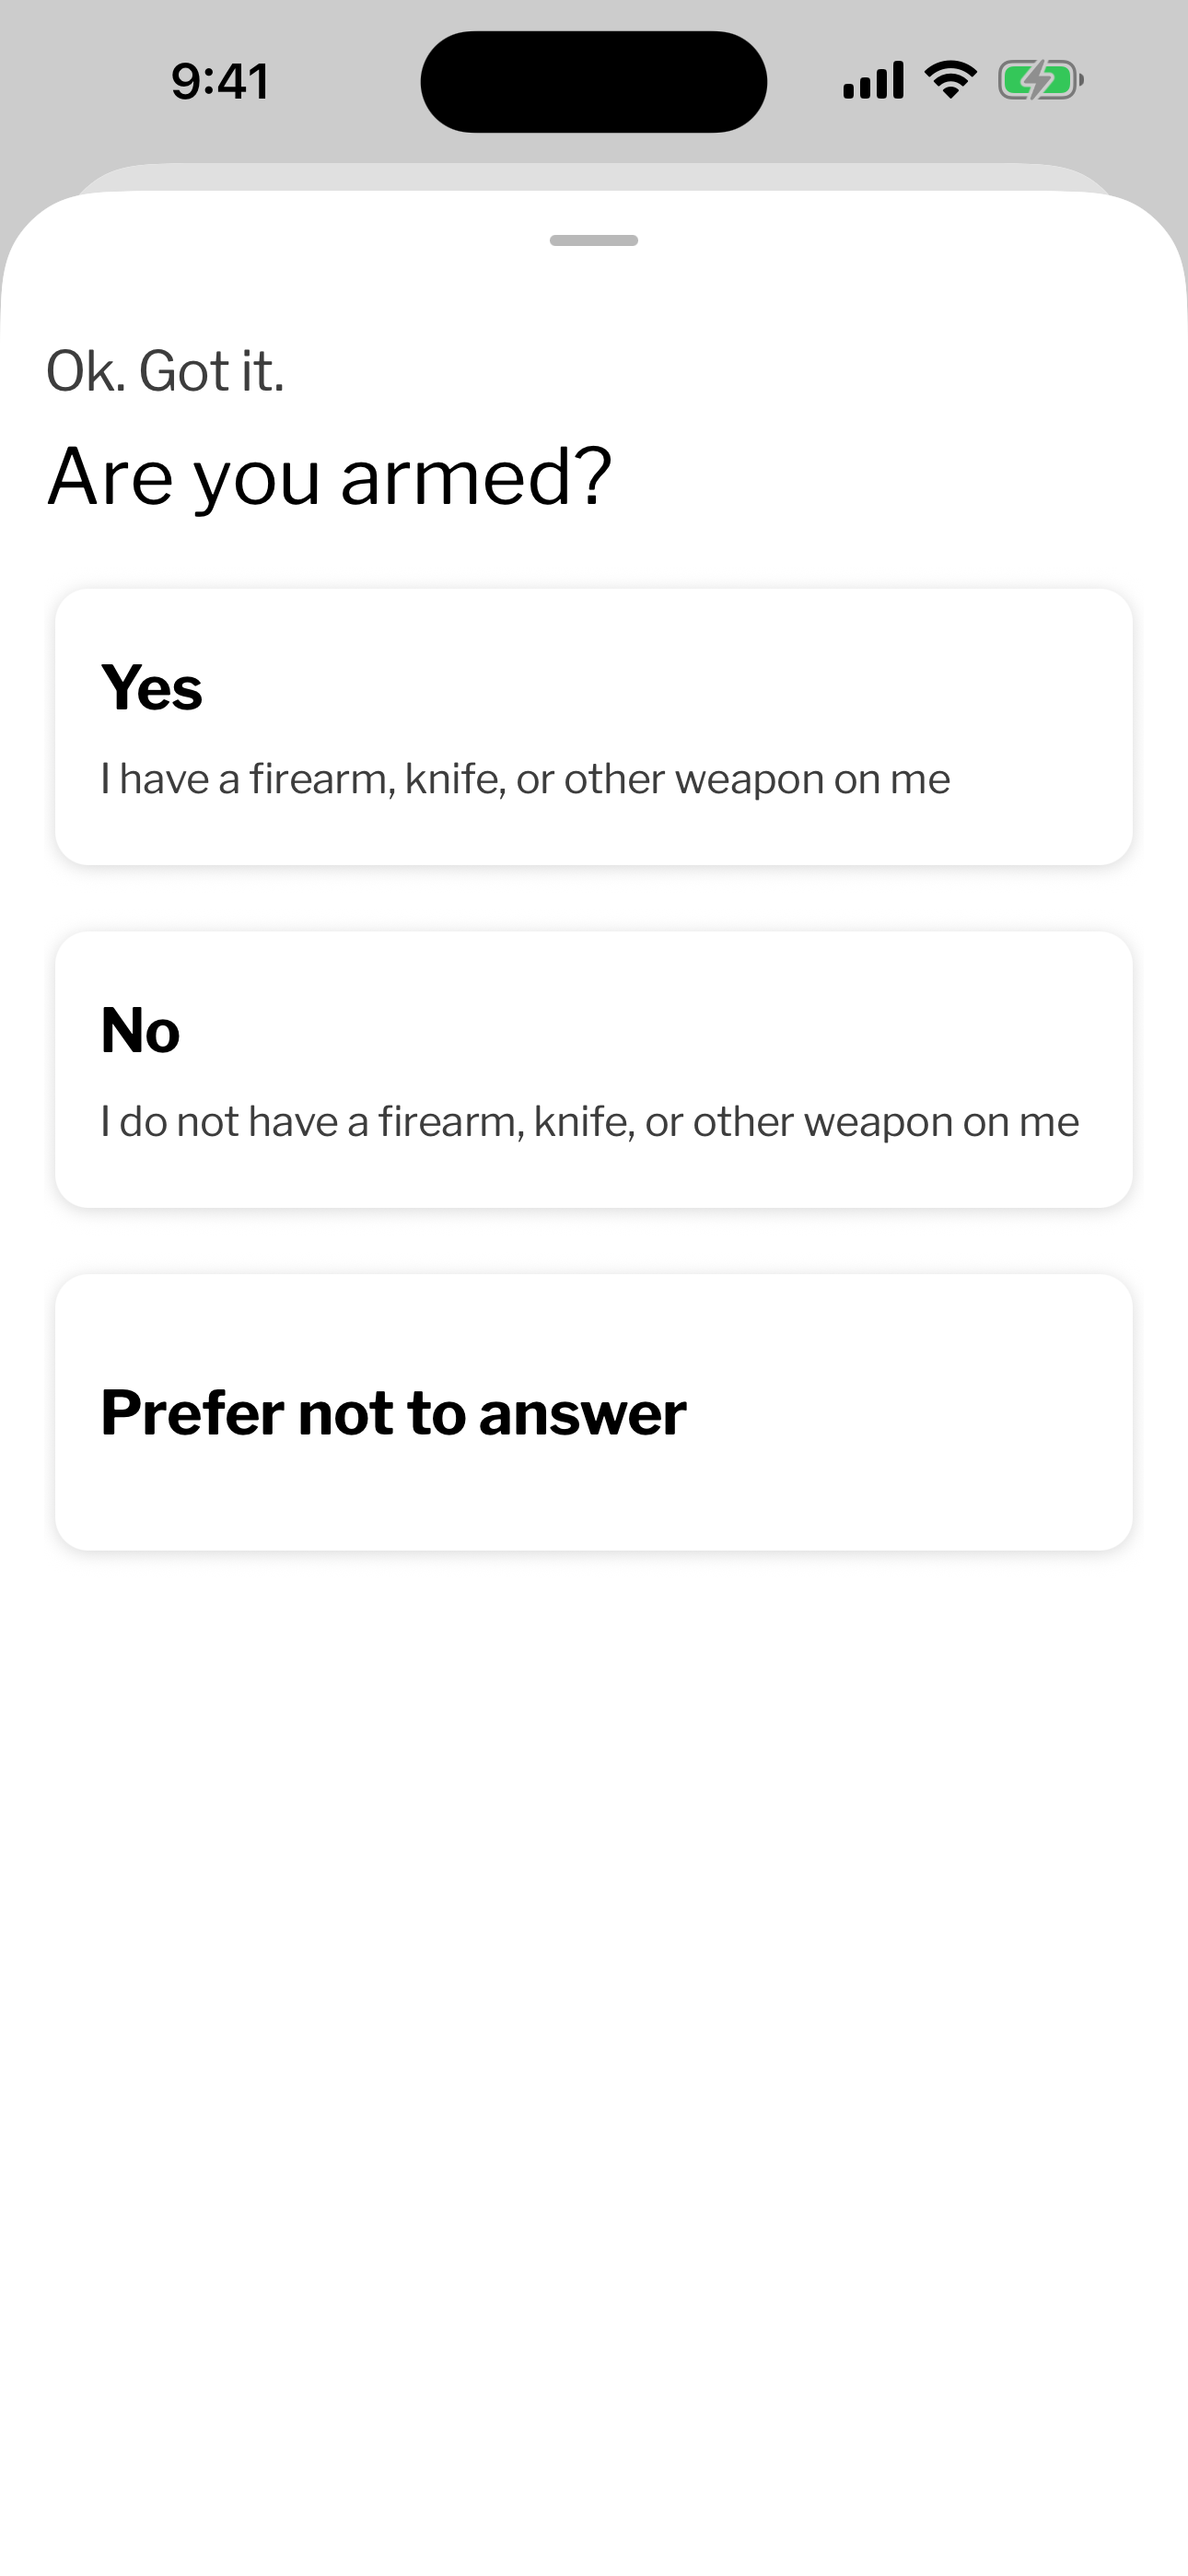 9:41
Ok. Got it.
Are you armed?
Yes
I have a firearm, knife, or other weapon on me
No
I do not have a firearm, knife, or other weapon on me
Prefer not to answer